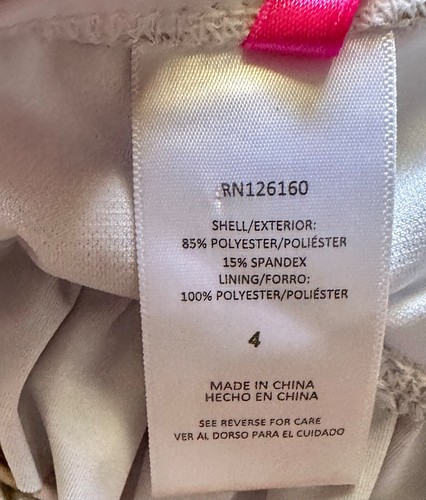 RN126160
SHELL/EXTERIOR:
85% POLYESTER/POLIÉSTER
15% SPANDEX
LINING/FORRO:
100% POLYESTER/POLIÉSTER
4
MADE IN CHINA
HECHO EN CHINA
SEE REVERSE FOR CARE
VER AL DORSO PARA EL CUIDADO